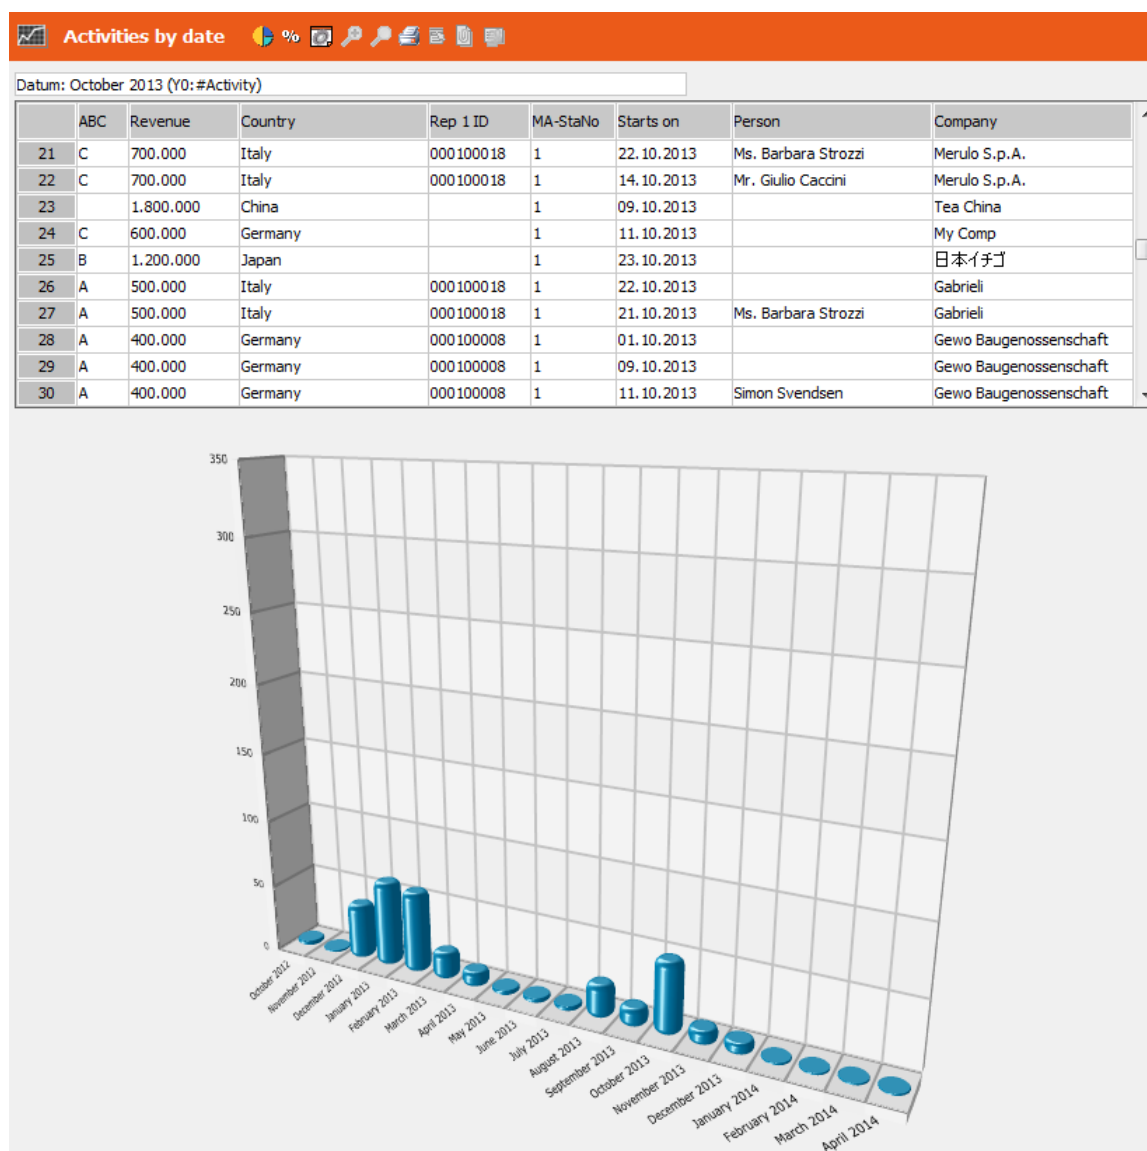 Activities by date %
Datum: October 2013 (Y0:#Activity)
ABC Revenue Country Rep 1 ID MA-StaNo Starts on Person Company
21 C 700.000 Italy 000100018 1 22.10.2013 Ms. Barbara Strozzi Merulo S.p.A.
22 C 700.000 Italy 000100018 1 14.10.2013 Mr. Giulio Caccini Merulo S.p.A.
23 1.800.000 China 1 09.10.2013 Tea China
24 C 600.000 Germany 1 11.10.2013 My Comp
25 B 1.200.000 Japan 1 23.10.2013 日本イチゴ
26 A 500.000 Italy 000100018 1 22.10.2013 Gabrieli
27 A 500.000 Italy 000100018 1 21.10.2013 Ms. Barbara Strozzi Gabrieli
28 A 400.000 Germany 000100008 1 01.10.2013 Gewo Baugenossenschaft
29 A 400.000 Germany 000100008 1 09.10.2013 Gewo Baugenossenschaft
30 A 400.000 Germany 000100008 1 11.10.2013 Simon Svendsen Gewo Baugenossenschaft
350
300
250
200
150
100
50
0
October 2012
November 2012
December 2012
January 2013
February 2013
March 2013
April 2013
May 2013
June 2013
July 2013
August 2013
September 2013
October 2013
November 2013
December 2013
January 2014
February 2014
March 2014
April 2014